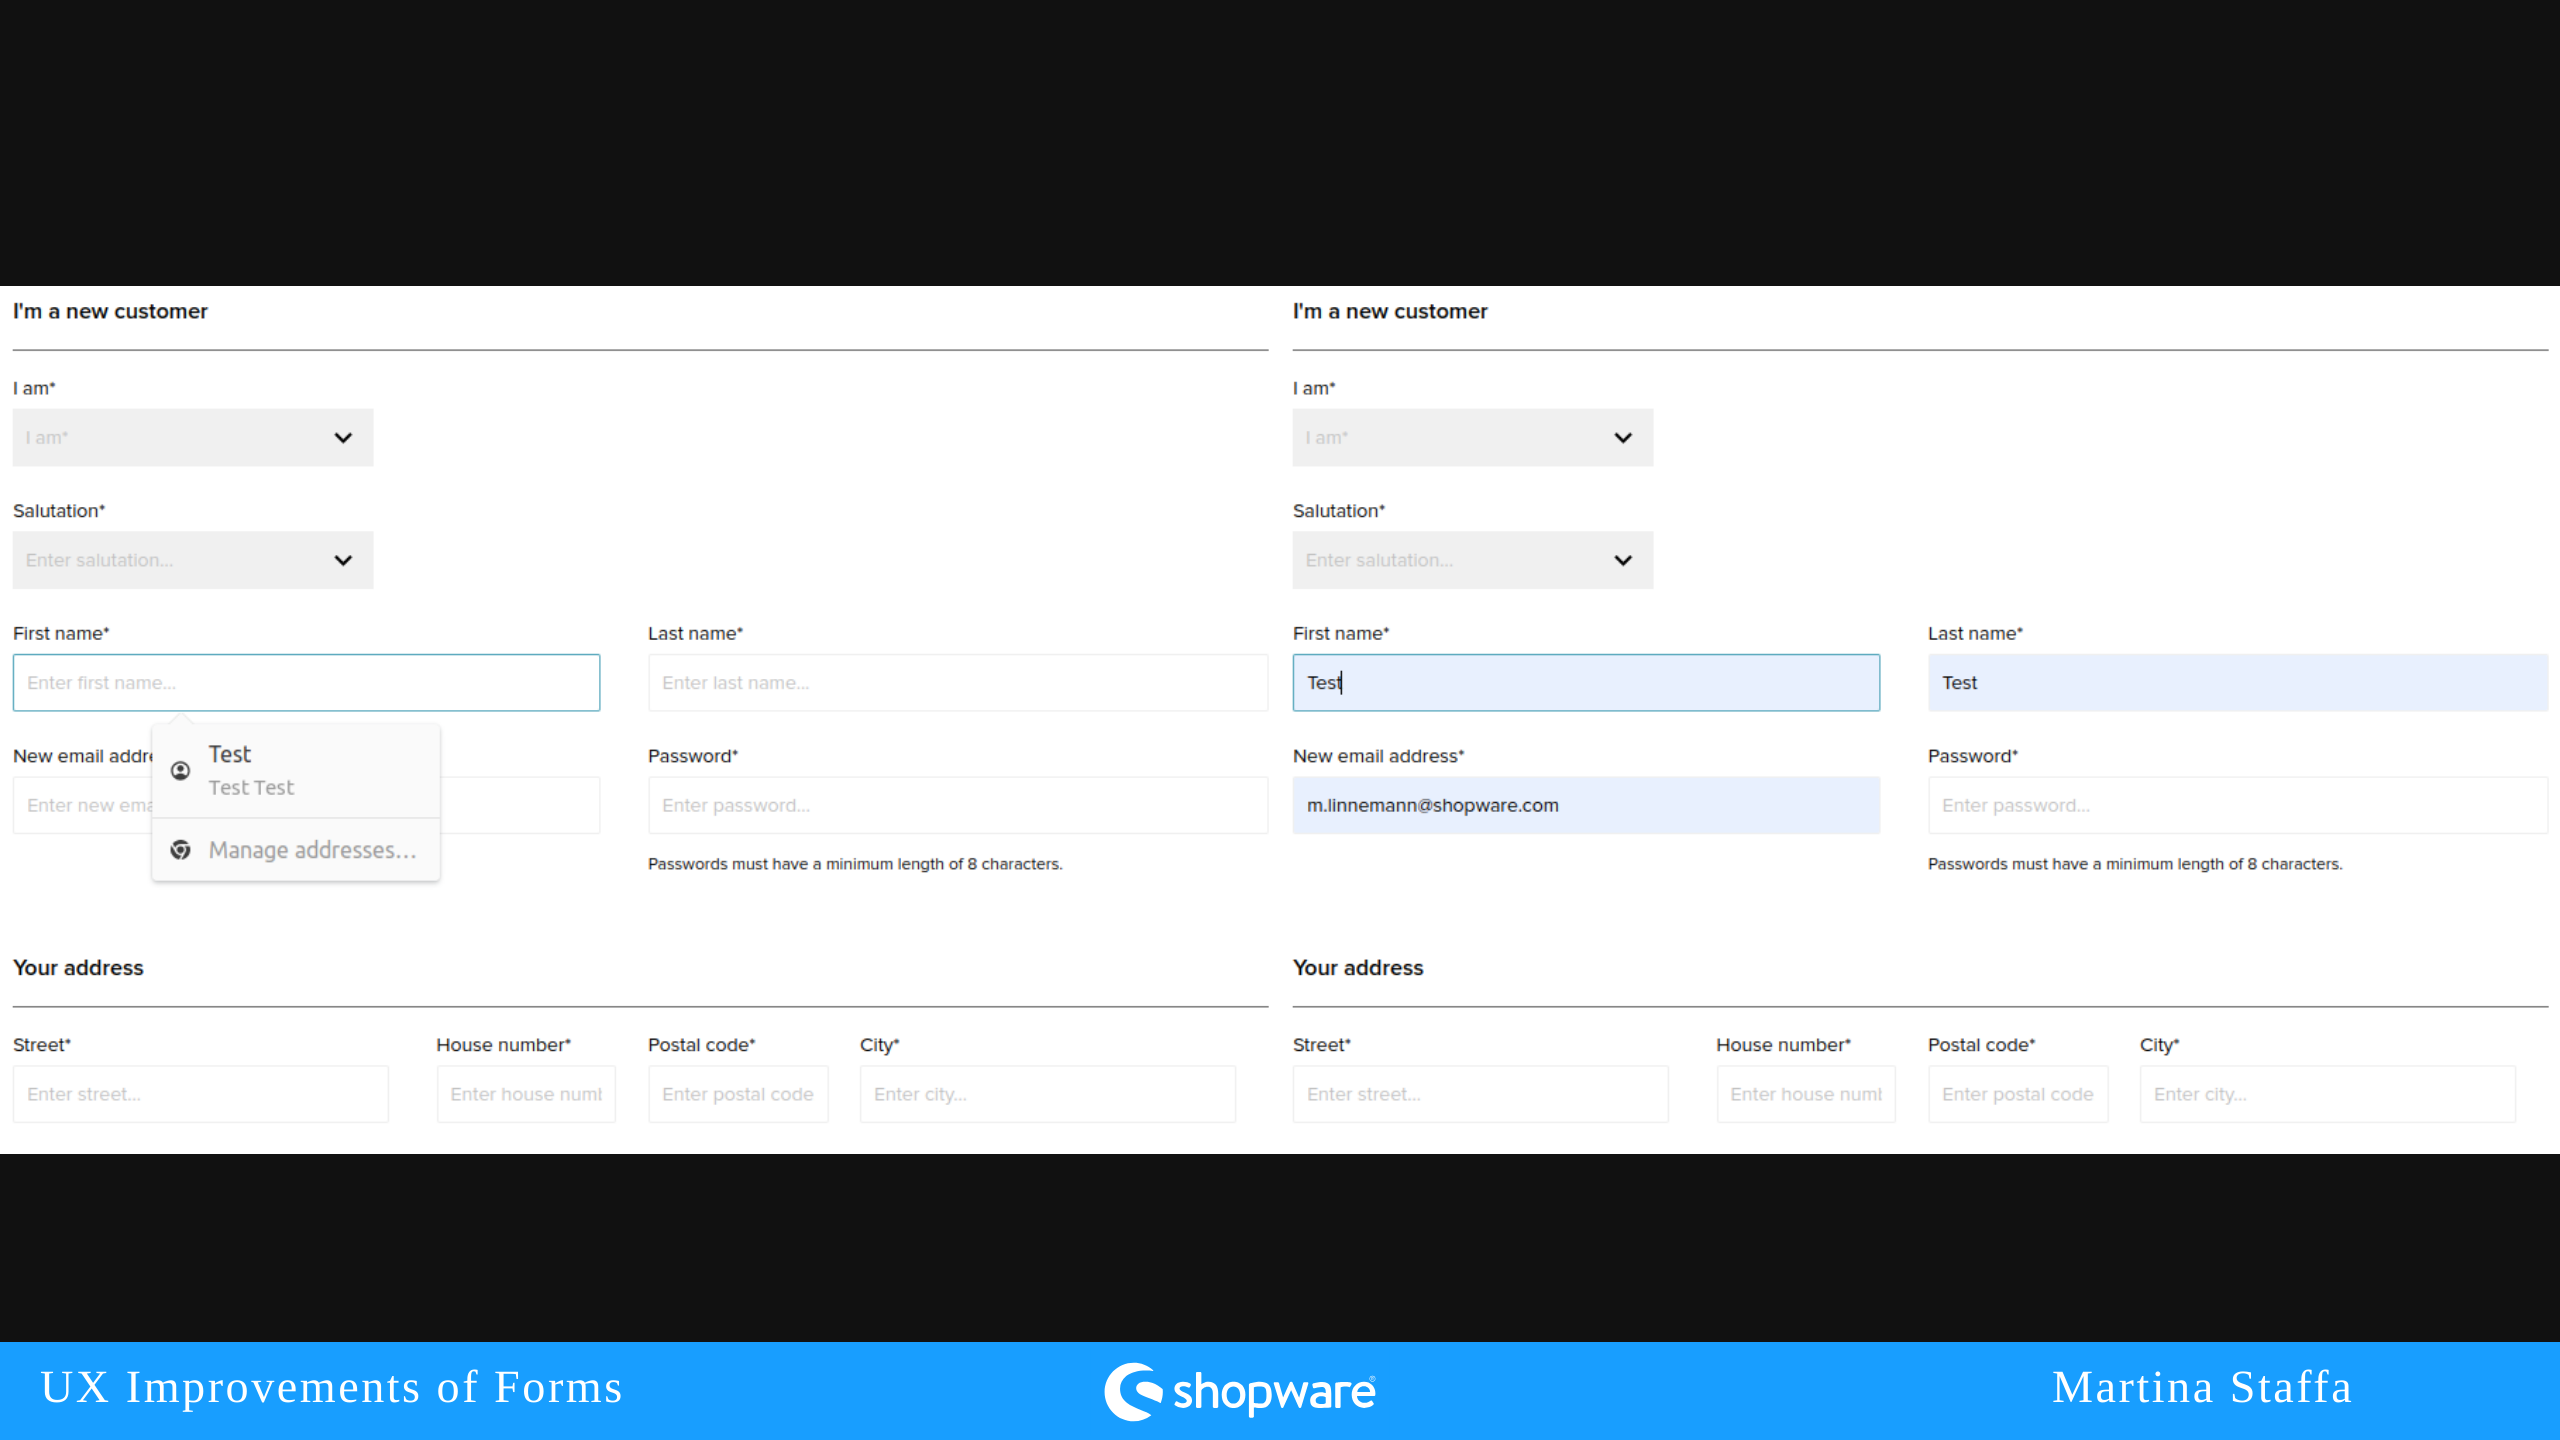 I'm a new customer
I am*
I am*
Salutation*
Enter salutation...
First name*
Last name*
Enter first name...
Enter last name...
New email addre
Password*
Enter new ema
Enter password...
Test
Test Test
Manage addresses...
Passwords must have a minimum length of 8 characters.
Your address
Street*
House number*
Postal code*
City*
Enter street...
Enter house numl
Enter postal code
Enter city...
I'm a new customer
I am*
I am*
Salutation*
Enter salutation...
First name*
Last name*
Test
Test
New email address*
Password*
m.linnemann@shopware.com
Enter password...
Passwords must have a minimum length of 8 characters.
Your address
Street*
House number*
Postal code*
City*
Enter street...
Enter house numl
Enter postal code
Enter city...
UX Improvements of Forms
shopware®
Martina Staffa